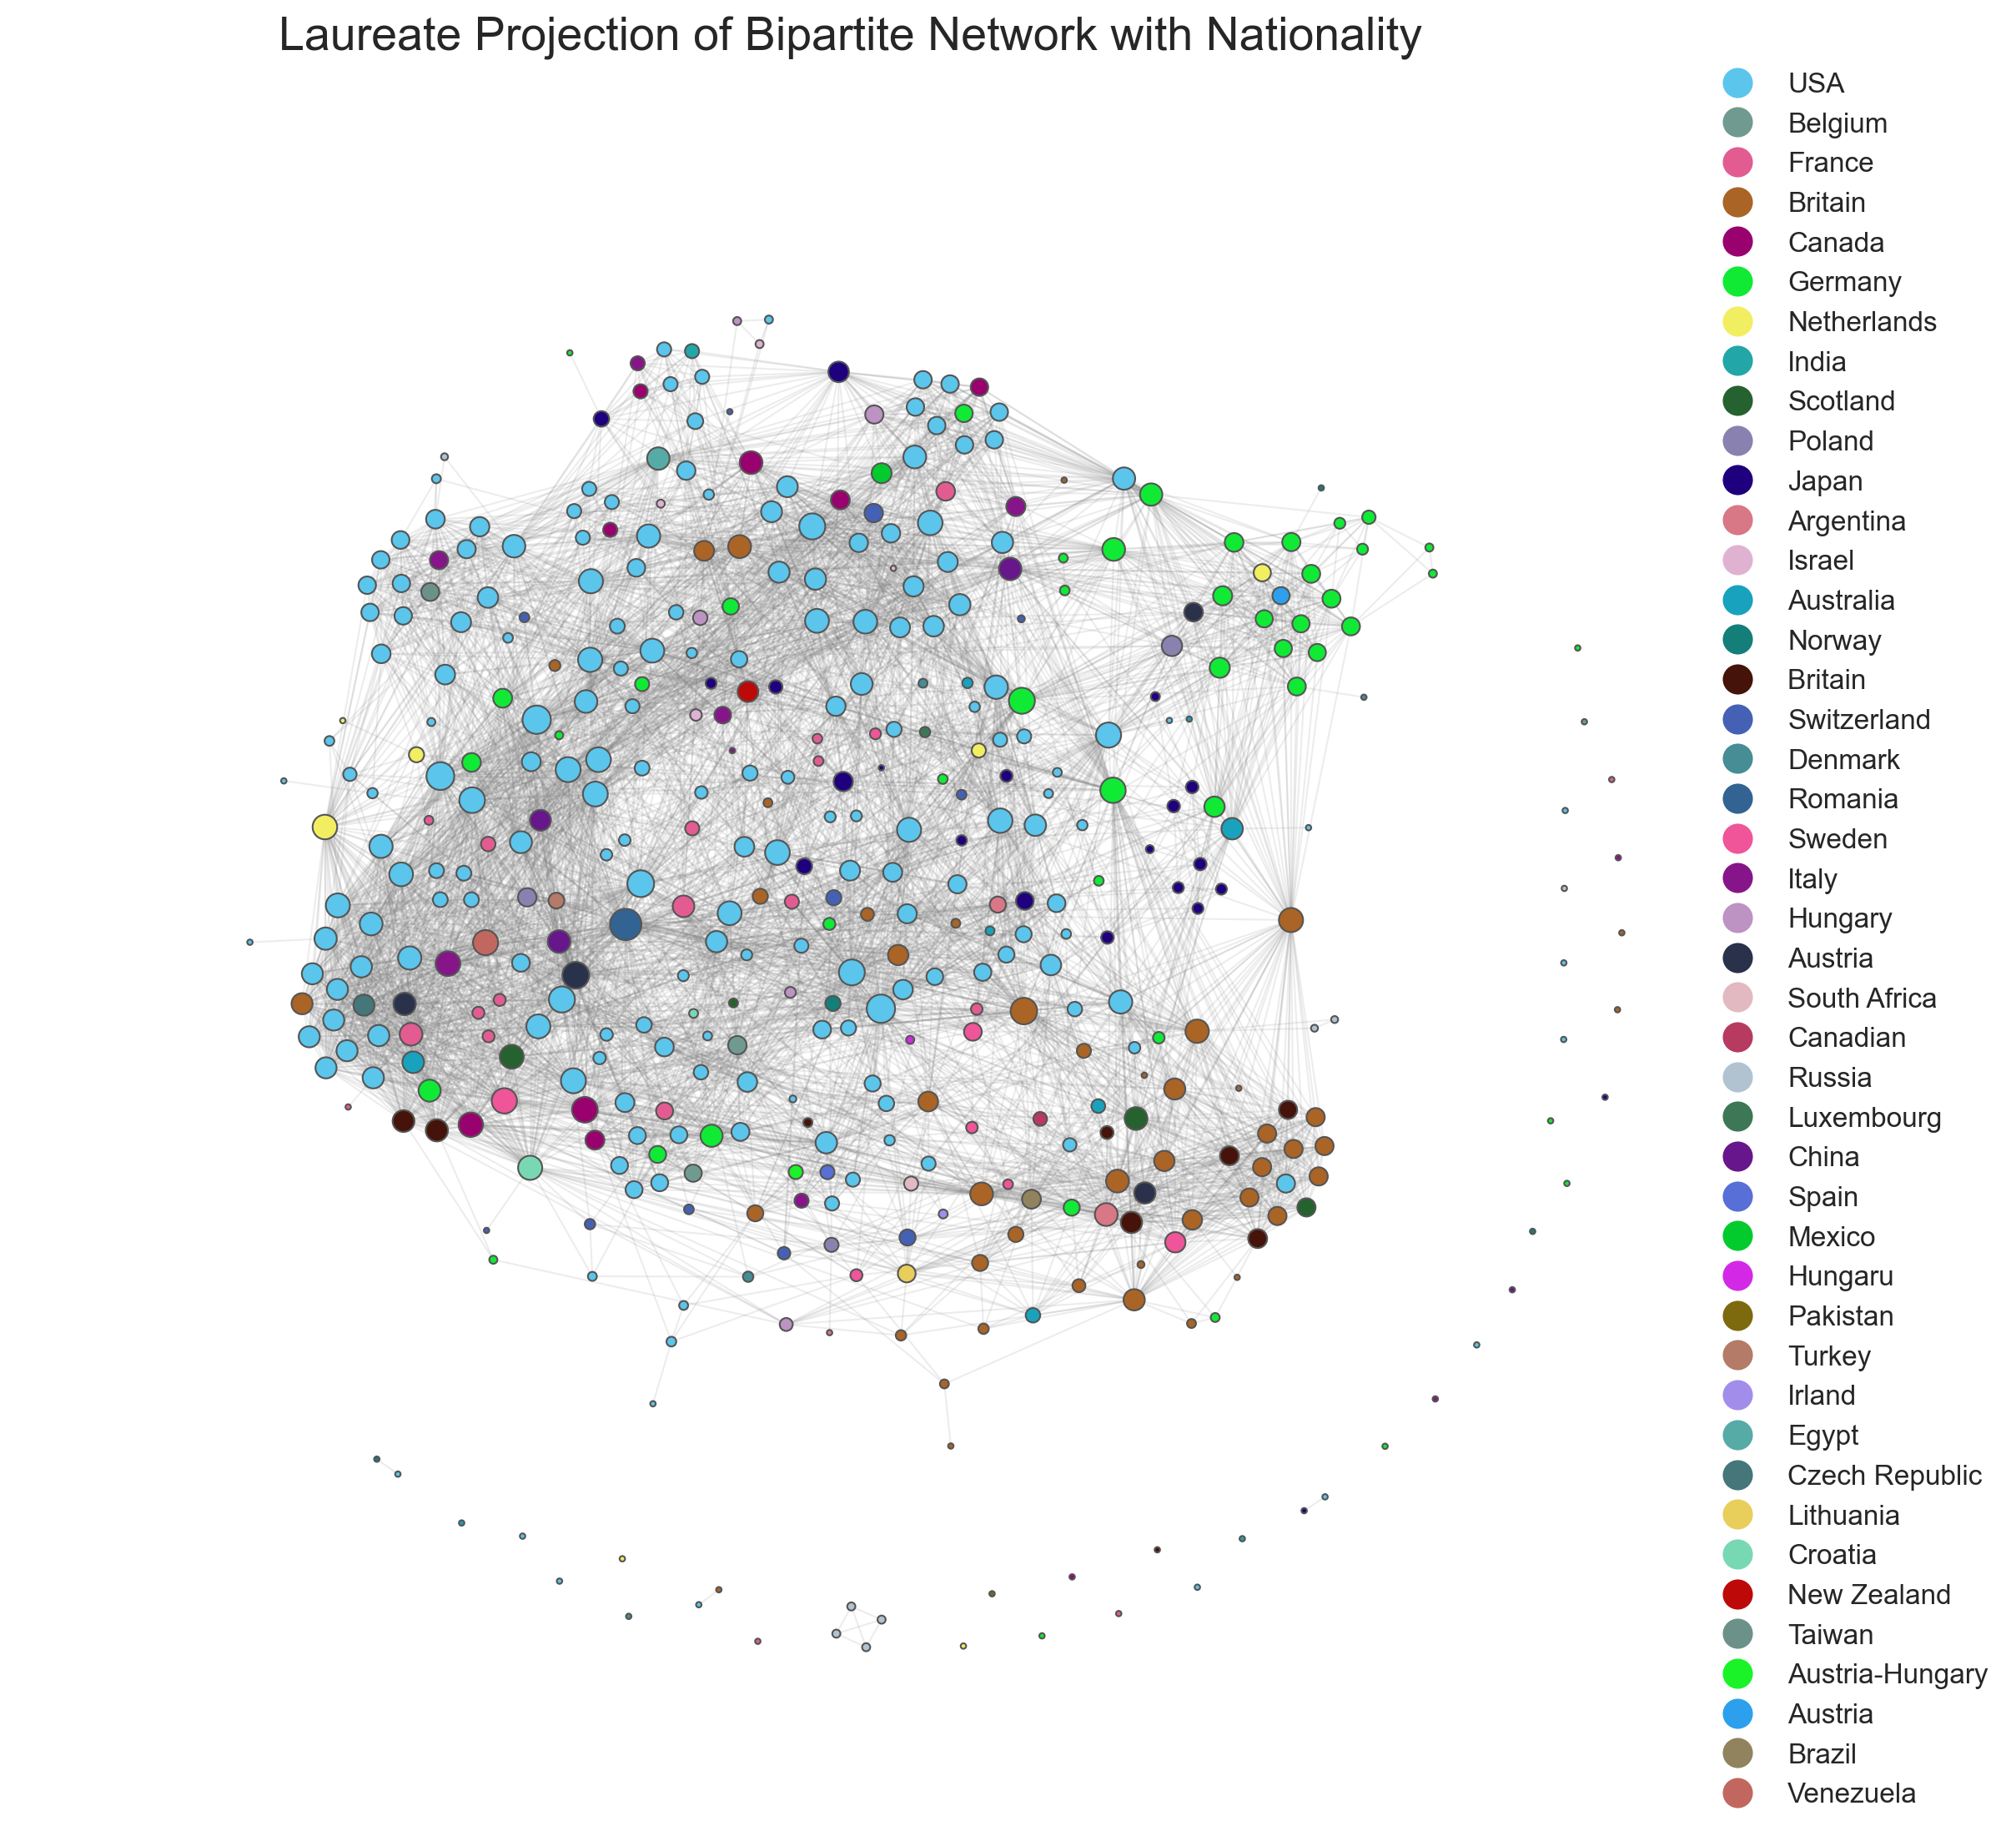 Laureate Projection of Bipartite Network with Nationality
USA
Belgium
France
Britain
Canada
Germany
Netherlands
India
Scotland
Poland
Japan
Argentina
Israel
Australia
Norway
Britain
Switzerland
Denmark
Romania
Sweden
Italy
Hungary
Austria
South Africa
Canadian
Russia
Luxembourg
China
Spain
Mexico
Hungaru
Pakistan
Turkey
Irland
Egypt
Czech Republic
Lithuania
Croatia
New Zealand
Taiwan
Austria-Hungary
Austria
Brazil
Venezuela